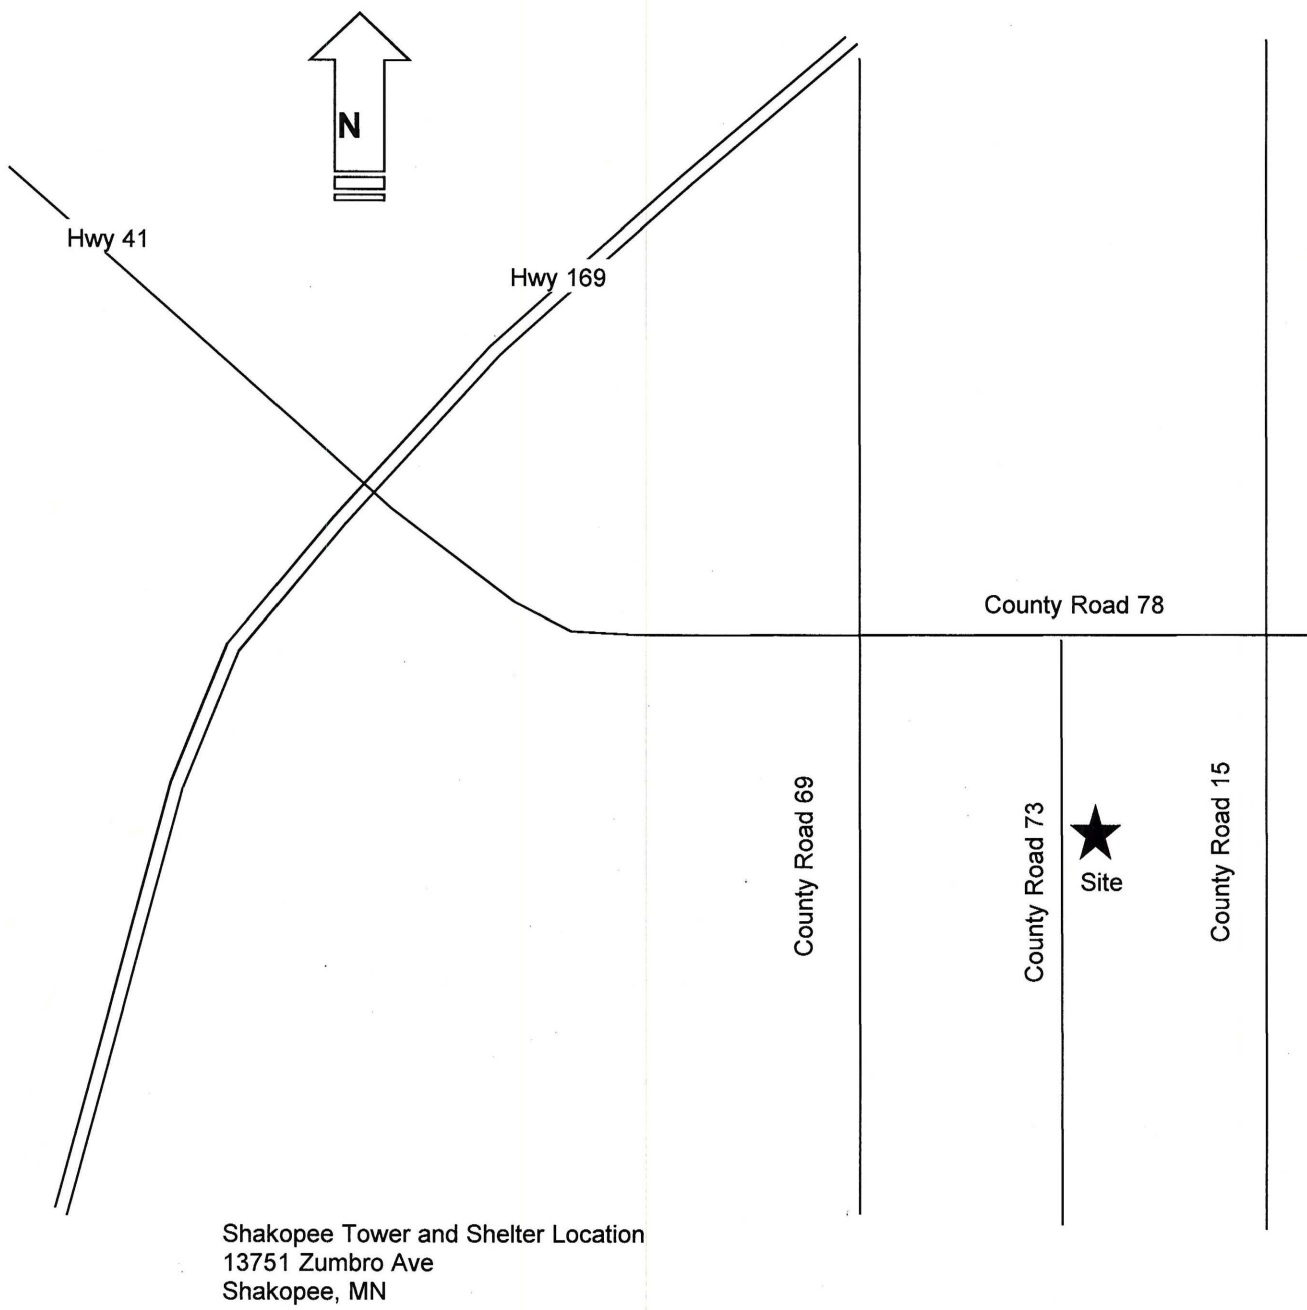 N
Hwy 41
Hwy 169
County Road 78
County Road 69
County Road 73
County Road 15
Site
Shakopee Tower and Shelter Location
13751 Zumbro Ave
Shakopee, MN